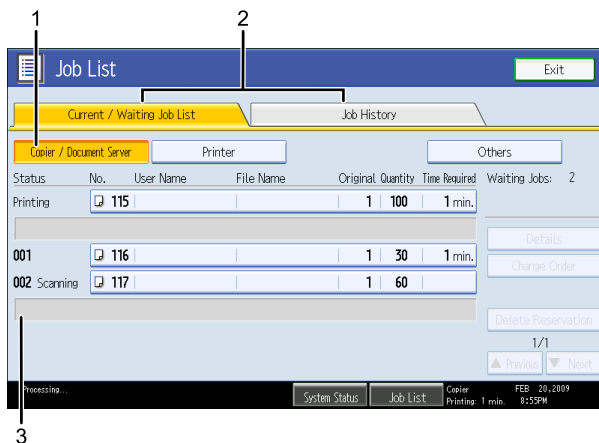 1
2
Job List
Exit
Current / Waiting Job List
Job History
Copier / Document Server
Printer
Others
Status No. User Name File Name Original Quantity Time Required Waiting Jobs: 2
Printing 115 1 100 1 min.
Details
001 116 1 30 1 min.
Change Order
002 Scanning 117 1 60
Delete Reservation
1/1
▲ Previous ▼ Next
Processing...
System Status
Job List
Copier FEB 20,2009
Printing: 1 min. 8:55PM
3